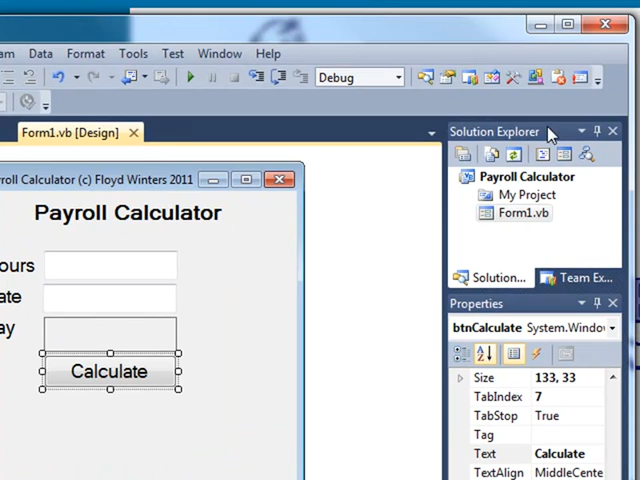 am Data Format Tools Test Window Help
Debug
Form1.vb [Design]
Solution Explorer
roll Calculator (c) Floyd Winters 2011
Payroll Calculator
Payroll Calculator
My Project
Form1.vb
ours
ate
ay
Calculate
Solution... Team Ex...
Properties
btnCalculate System.Windov
Size 133, 33
TabIndex 7
TabStop True
Tag
Text Calculate
TextAlign MiddleCente